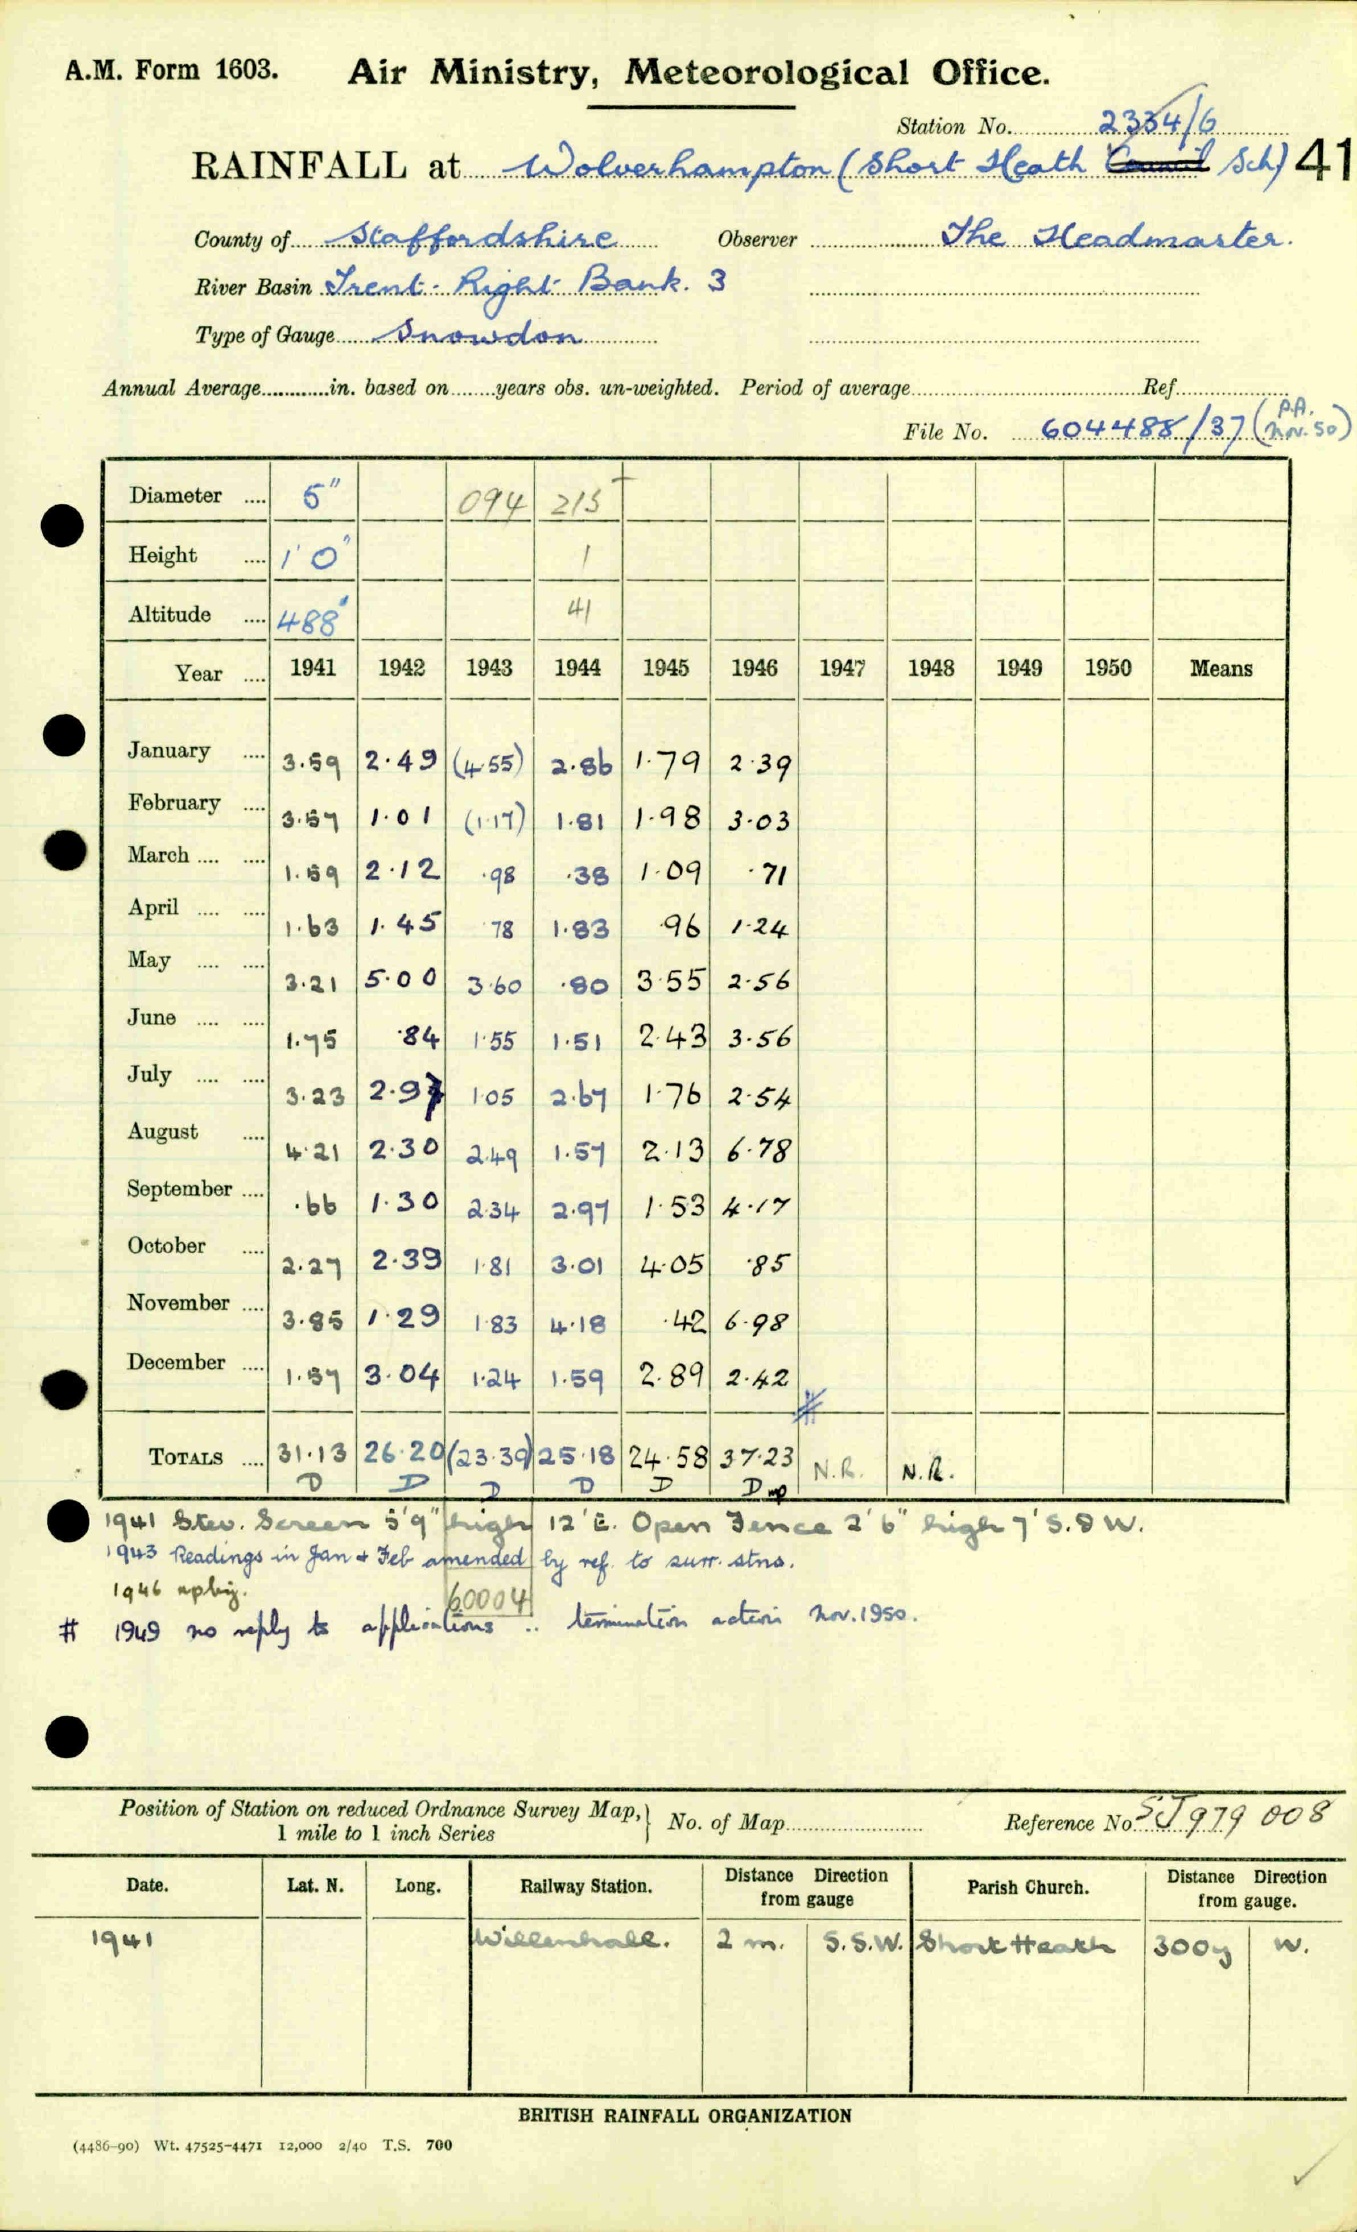 A.M. Form 1603. Air Ministry, Meteorological Office.
Station No. 2334/6
RAINFALL at Wolverhampton (Short Heath Council Sch) 41
County of Staffordshire Observer The Headmaster.
River Basin Trent - Right Bank. 3
Type of Gauge Snowdon
Annual Average in. based on years obs. un-weighted. Period of average Ref
File No. 604488/37 (P.A. Nov. 50)
Diameter 5" 094 215
Height 1' 0" 1
Altitude 488' 41
Year 1941 1942 1943 1944 1945 1946 1947 1948 1949 1950 Means
January 3.59 2.49 (4.55) 2.86 1.79 2.39
February 3.57 1.01 (1.17) 1.81 1.98 3.03
March 1.59 2.12 .98 .38 1.09 .71
April 1.63 1.45 78 1.83 .96 1.24
May 3.21 5.00 3.60 .80 3.55 2.56
June 1.75 .84 1.55 1.51 2.43 3.56
July 3.23 2.97 1.05 2.67 1.76 2.54
August 4.21 2.30 2.49 1.57 2.13 6.78
September .66 1.30 2.34 2.97 1.53 4.17
October 2.27 2.39 1.81 3.01 4.05 .85
November 3.85 1.29 1.83 4.18 .42 6.98
December 1.57 3.04 1.24 1.59 2.89 2.42
#
TOTALS 31.13 26.20 (23.39) 25.18 24.58 37.23 N.R. N.R.
D D D D D D np
1941 Stev. Screen 5'9" high 12' E. Open Fence 2'6" high 7' S.&W.
1943 Readings in Jan & Feb amended by ref. to surr. stns.
1946
60004
# 1949 no reply to applications .. termination action Nov. 1950.
Position of Station on reduced Ordnance Survey Map, 1 mile to 1 inch Series } No. of Map Reference No SJ 979 008
Date. Lat. N. Long. Railway Station. Distance Direction from gauge Parish Church. Distance Direction from gauge.
1941 Willenhall. 2 m. S.S.W. Short Heath 300y W.
BRITISH RAINFALL ORGANIZATION
(4486-90) Wt. 47525-4471 12,000 2/40 T.S. 700